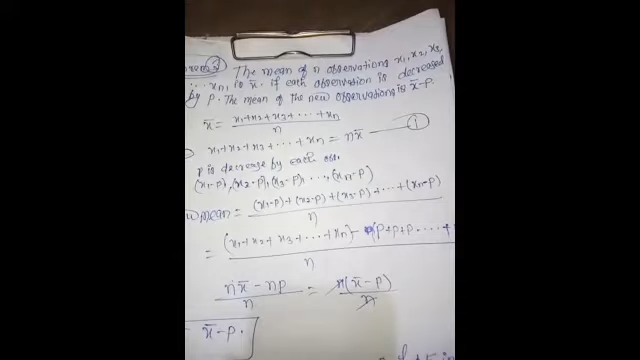 ③ The mean of n observations x₁, x₂, x₃,
... xₙ, is x̄. If each observation is decreased
by P. The mean of the new observations is x̄-P.
x̄ = (x₁+x₂+x₃+...+xₙ)/n
x₁+x₂+x₃+...+xₙ = nx̄ — ①
P is decrease by each
(x₁-P), (x₂-P), (x₃-P), ..., (xₙ-P)
mean = ((x₁-P)+(x₂-P)+(x₃-P)+...+(xₙ-P))/n
= ((x₁+x₂+x₃+...+xₙ) - (P+P+P....+)/n
(nx̄-nP)/n = n(x̄-P)/n
x̄-P.